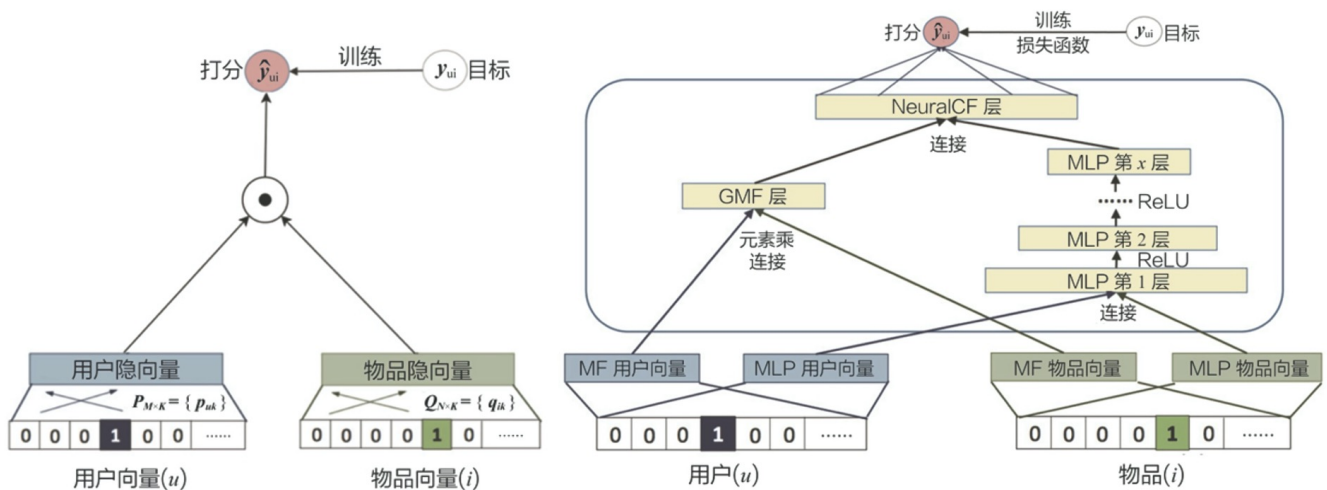 打分 ŷui 训练 yui 目标
用户隐向量 物品隐向量
PM×K = { puk } QN×K = { qik }
0 0 0 1 0 0 ...... 0 0 0 0 1 0 ......
用户向量(u) 物品向量(i)
打分 ŷui 训练 yui 目标
损失函数
NeuralCF 层
连接
MLP 第 x 层
GMF 层
...... ReLU
元素乘
连接
MLP 第 2 层
ReLU
MLP 第 1 层
连接
MF 用户向量 MLP 用户向量 MF 物品向量 MLP 物品向量
0 0 0 1 0 0 ...... 0 0 0 0 1 0 ......
用户(u) 物品(i)